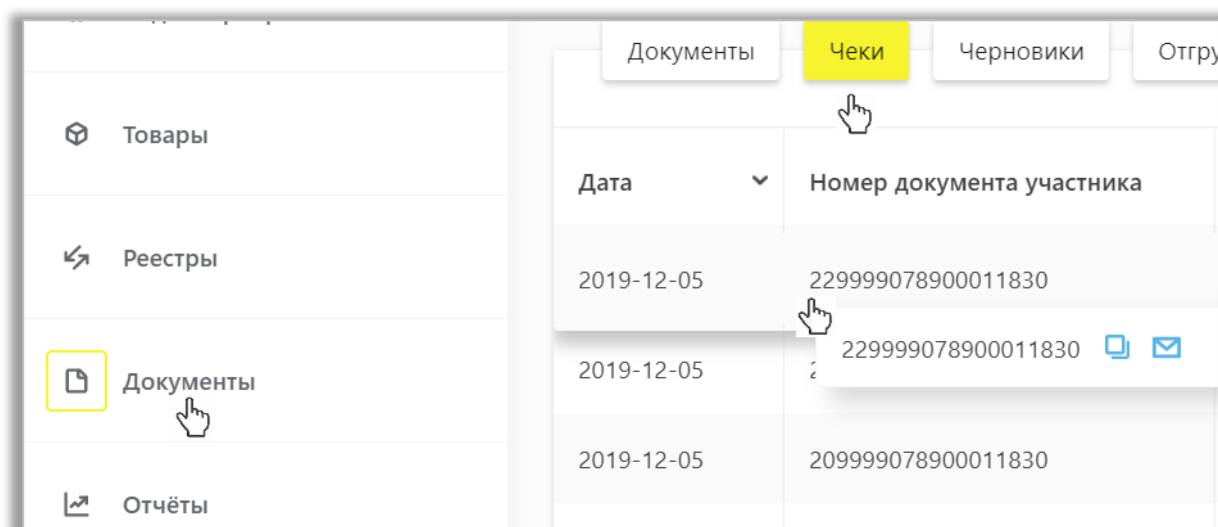 Документы
Чеки
Черновики
Товары
Дата
Номер документа участника
Реестры
2019-12-05
229999078900011830
229999078900011830
2019-12-05
Документы
2019-12-05
209999078900011830
Отчёты